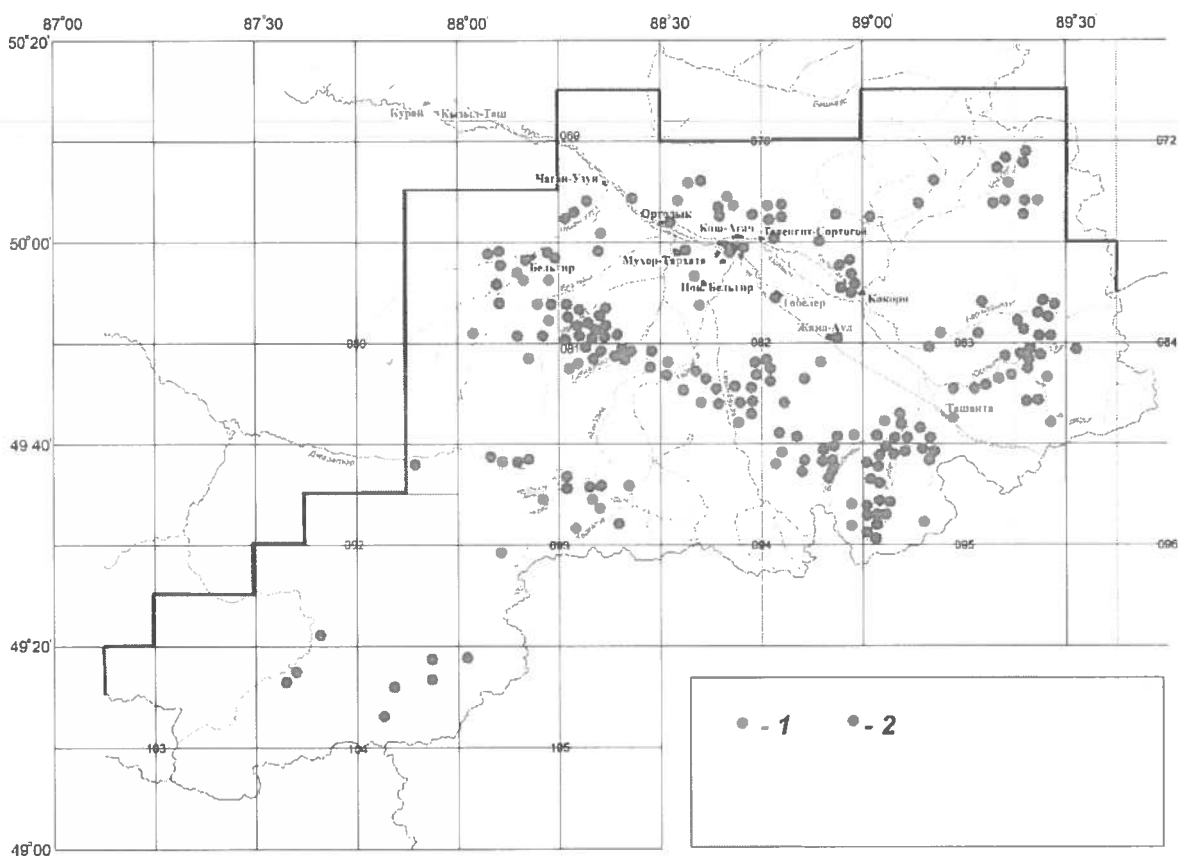 87°00' 87°30' 88°00' 88°30' 89°00' 89°30'
50°20'
Курай Кызыл-Таш
069 070 071 072
Чаган-Узун
Ортолык
50°00' Кош-Агач Теленгит-Сортогой
Бельтир Мухор-Тархата
Нов. Бельтир Тобелер Кокоря
Жана-Аул
080 081 082 083 084
Ташанта
49°40'
Джазатор
092 093 094 095 096
49°20'
- 1 - 2
103 104 105
49°00'